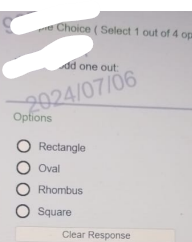 Choice ( Select 1 out of 4 op
odd one out:
2024/07/06
Options
Rectangle
Oval
Rhombus
Square
Clear Response